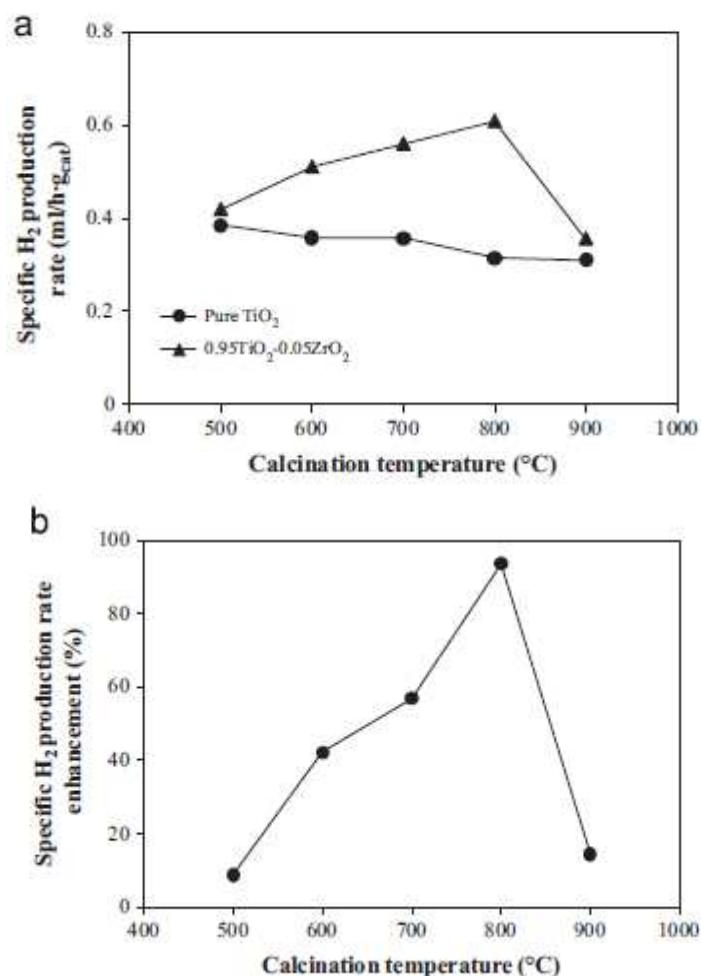 a
0.8
0.6
0.4
0.2
0
Specific H2 production
rate (ml/h·gcat)
Pure TiO2
0.95TiO2-0.05ZrO2
400 500 600 700 800 900 1000
Calcination temperature (°C)
b
100
80
60
40
20
0
Specific H2 production rate
enhancement (%)
400 500 600 700 800 900 1000
Calcination temperature (°C)